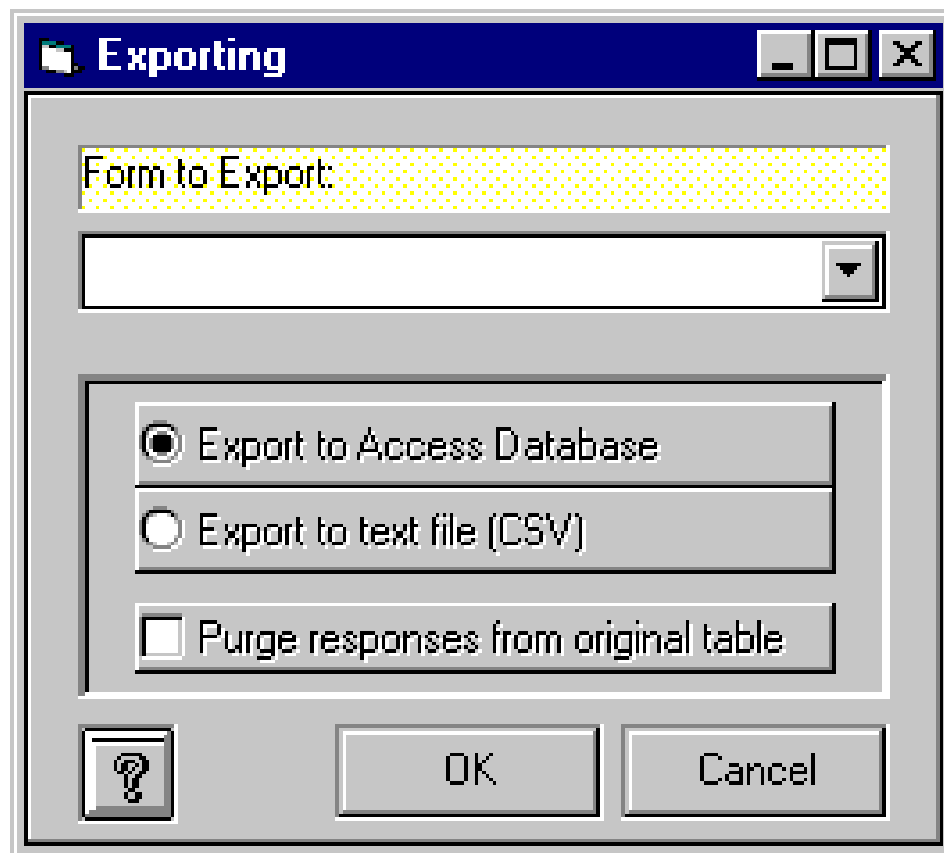 Exporting
Form to Export:
Export to Access Database
Export to text file (CSV)
Purge responses from original table
?
OK
Cancel